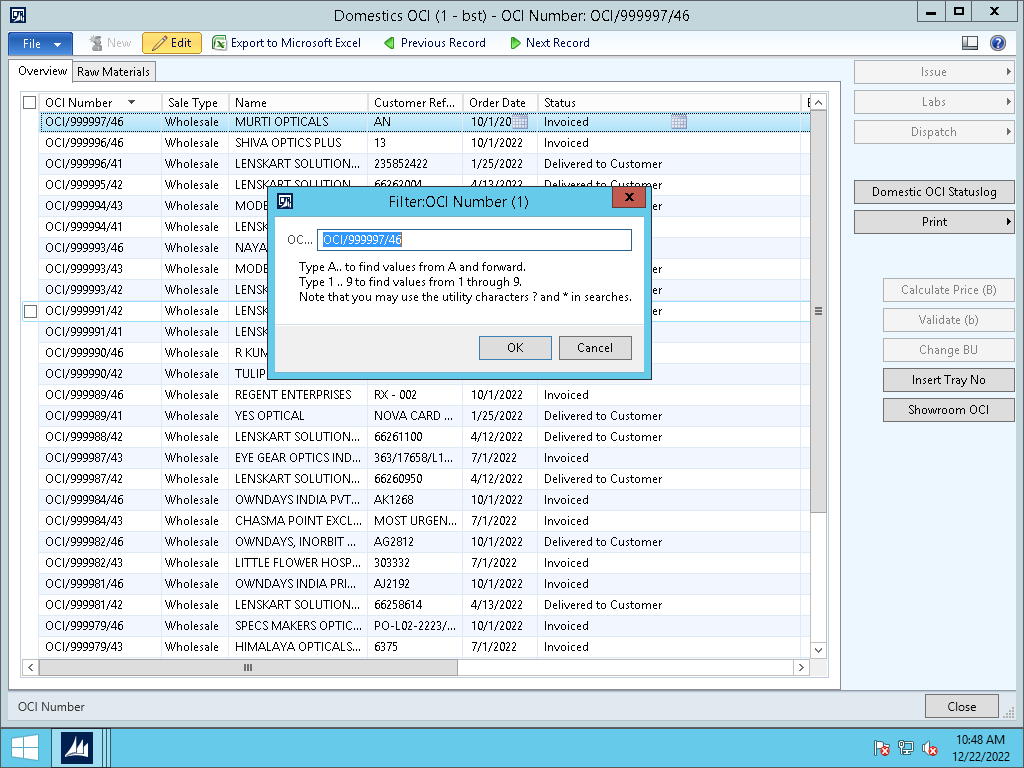 Domestics OCI (1 - bst) - OCI Number: OCI/999997/46
File New Edit Export to Microsoft Excel Previous Record Next Record
Overview Raw Materials
OCI Number Sale Type Name Customer Ref... Order Date Status
OCI/999997/46 Wholesale MURTI OPTICALS AN 10/1/20 Invoiced
OCI/999996/46 Wholesale SHIVA OPTICS PLUS 13 10/1/2022 Invoiced
OCI/999996/41 Wholesale LENSKART SOLUTION... 235852422 1/25/2022 Delivered to Customer
OCI/999995/42 Wholesale LENSKART SOLUTION... 66262004 4/13/2022 Delivered to Customer
OCI/999994/43 Wholesale MODE
OCI/999994/41 Wholesale LENSK
OCI/999993/46 Wholesale NAYA
OCI/999993/43 Wholesale MODE
OCI/999993/42 Wholesale LENSK
OCI/999991/42 Wholesale LENSK
OCI/999991/41 Wholesale LENSK
OCI/999990/46 Wholesale R KUM
OCI/999990/42 Wholesale TULIP
OCI/999989/46 Wholesale REGENT ENTERPRISES RX - 002 10/1/2022 Invoiced
OCI/999989/41 Wholesale YES OPTICAL NOVA CARD ... 1/25/2022 Delivered to Customer
OCI/999988/42 Wholesale LENSKART SOLUTION... 66261100 4/12/2022 Delivered to Customer
OCI/999987/43 Wholesale EYE GEAR OPTICS IND... 363/17658/L1... 7/1/2022 Invoiced
OCI/999987/42 Wholesale LENSKART SOLUTION... 66260950 4/12/2022 Delivered to Customer
OCI/999984/46 Wholesale OWNDAYS INDIA PVT... AK1268 10/1/2022 Invoiced
OCI/999984/43 Wholesale CHASMA POINT EXCL... MOST URGEN... 7/1/2022 Invoiced
OCI/999982/46 Wholesale OWNDAYS, INORBIT ... AG2812 10/1/2022 Delivered to Customer
OCI/999982/43 Wholesale LITTLE FLOWER HOSP... 303332 7/1/2022 Invoiced
OCI/999981/46 Wholesale OWNDAYS INDIA PRI... AJ2192 10/1/2022 Invoiced
OCI/999981/42 Wholesale LENSKART SOLUTION... 66258614 4/13/2022 Delivered to Customer
OCI/999979/46 Wholesale SPECS MAKERS OPTIC... PO-L02-2223/... 10/1/2022 Invoiced
OCI/999979/43 Wholesale HIMALAYA OPTICALS... 6375 7/1/2022 Invoiced
Filter:OCI Number (1)
OC... OCI/999997/46
Type A.. to find values from A and forward.
Type 1 .. 9 to find values from 1 through 9.
Note that you may use the utility characters ? and * in searches.
OK Cancel
Issue
Labs
Dispatch
Domestic OCI Statuslog
Print
Calculate Price (B)
Validate (b)
Change BU
Insert Tray No
Showroom OCI
OCI Number
Close
10:48 AM
12/22/2022